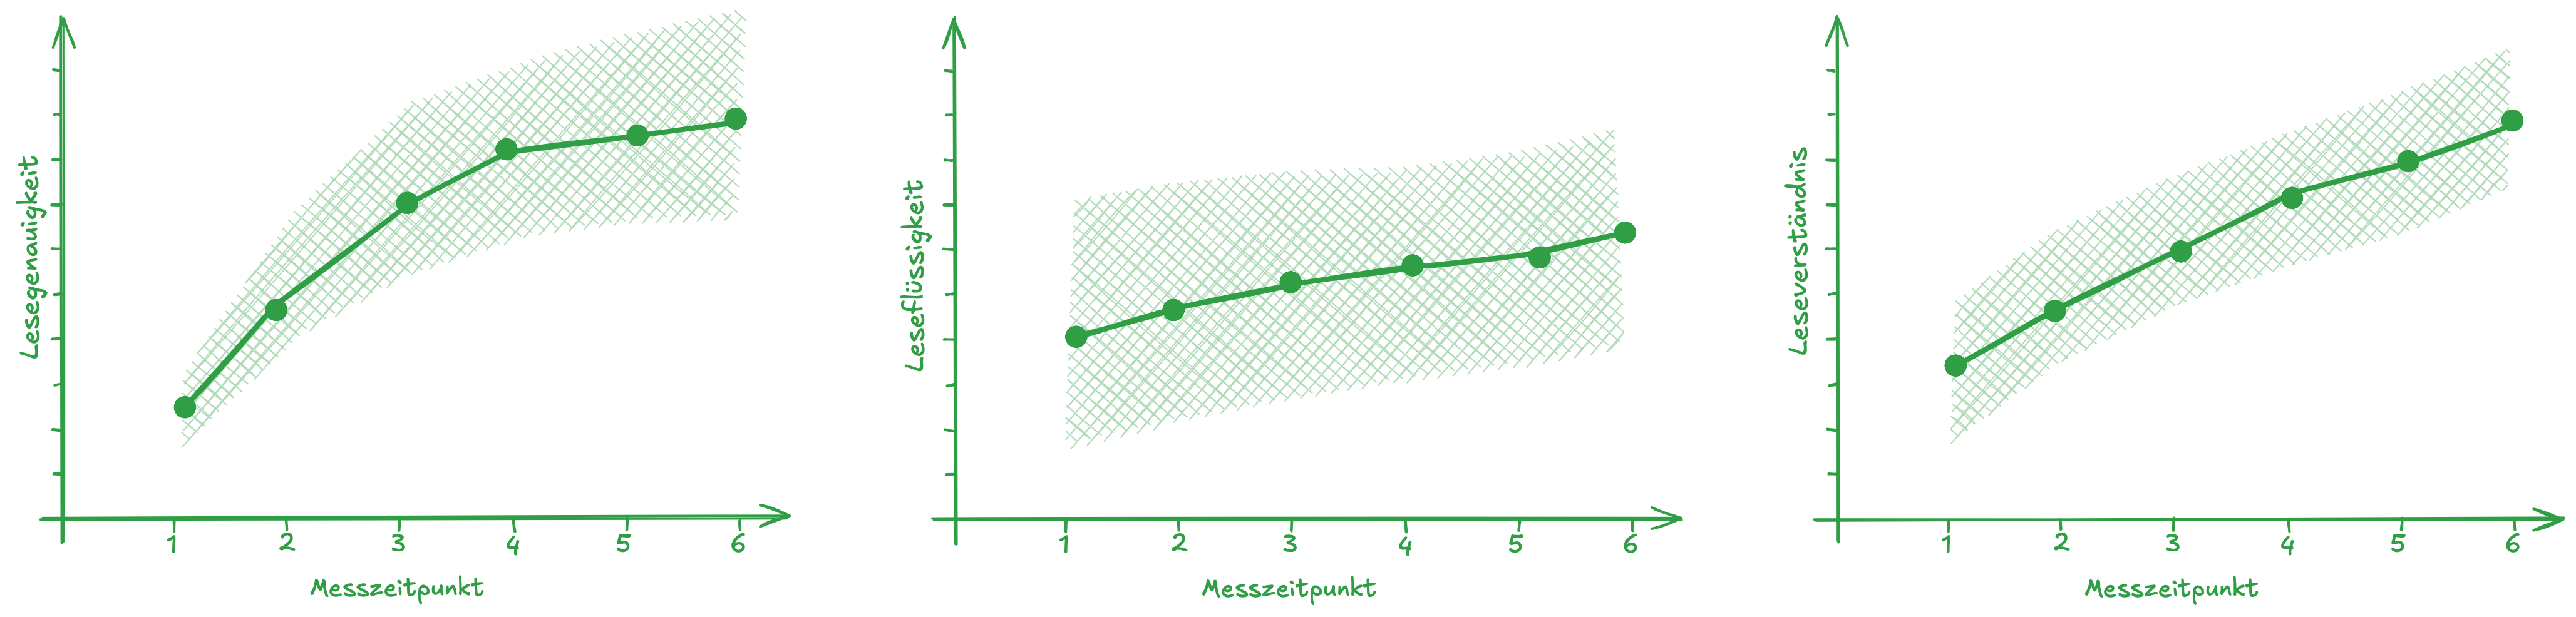 Lesegenauigkeit
1 2 3 4 5 6
Messzeitpunkt
Leseflüssigkeit
1 2 3 4 5 6
Messzeitpunkt
Leseverständnis
1 2 3 4 5 6
Messzeitpunkt